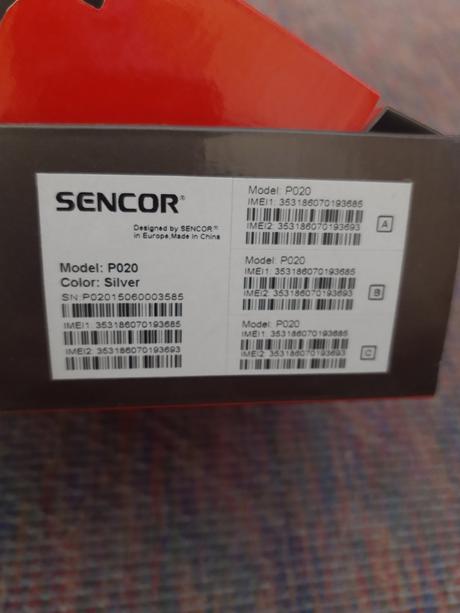 SENCOR®
Designed by SENCOR®
in Europe,Made in China
Model: P020
Color: Silver
SN:P02015060003585
IMEI1: 353186070193685
IMEI2: 353186070193693
Model: P020
IMEI1: 353186070193685
IMEI2: 353186070193693
A
Model: P020
IMEI1: 353186070193685
IMEI2: 353186070193693
B
Model: P020
IMEI1: 353186070193685
IMEI2: 353186070193693
C